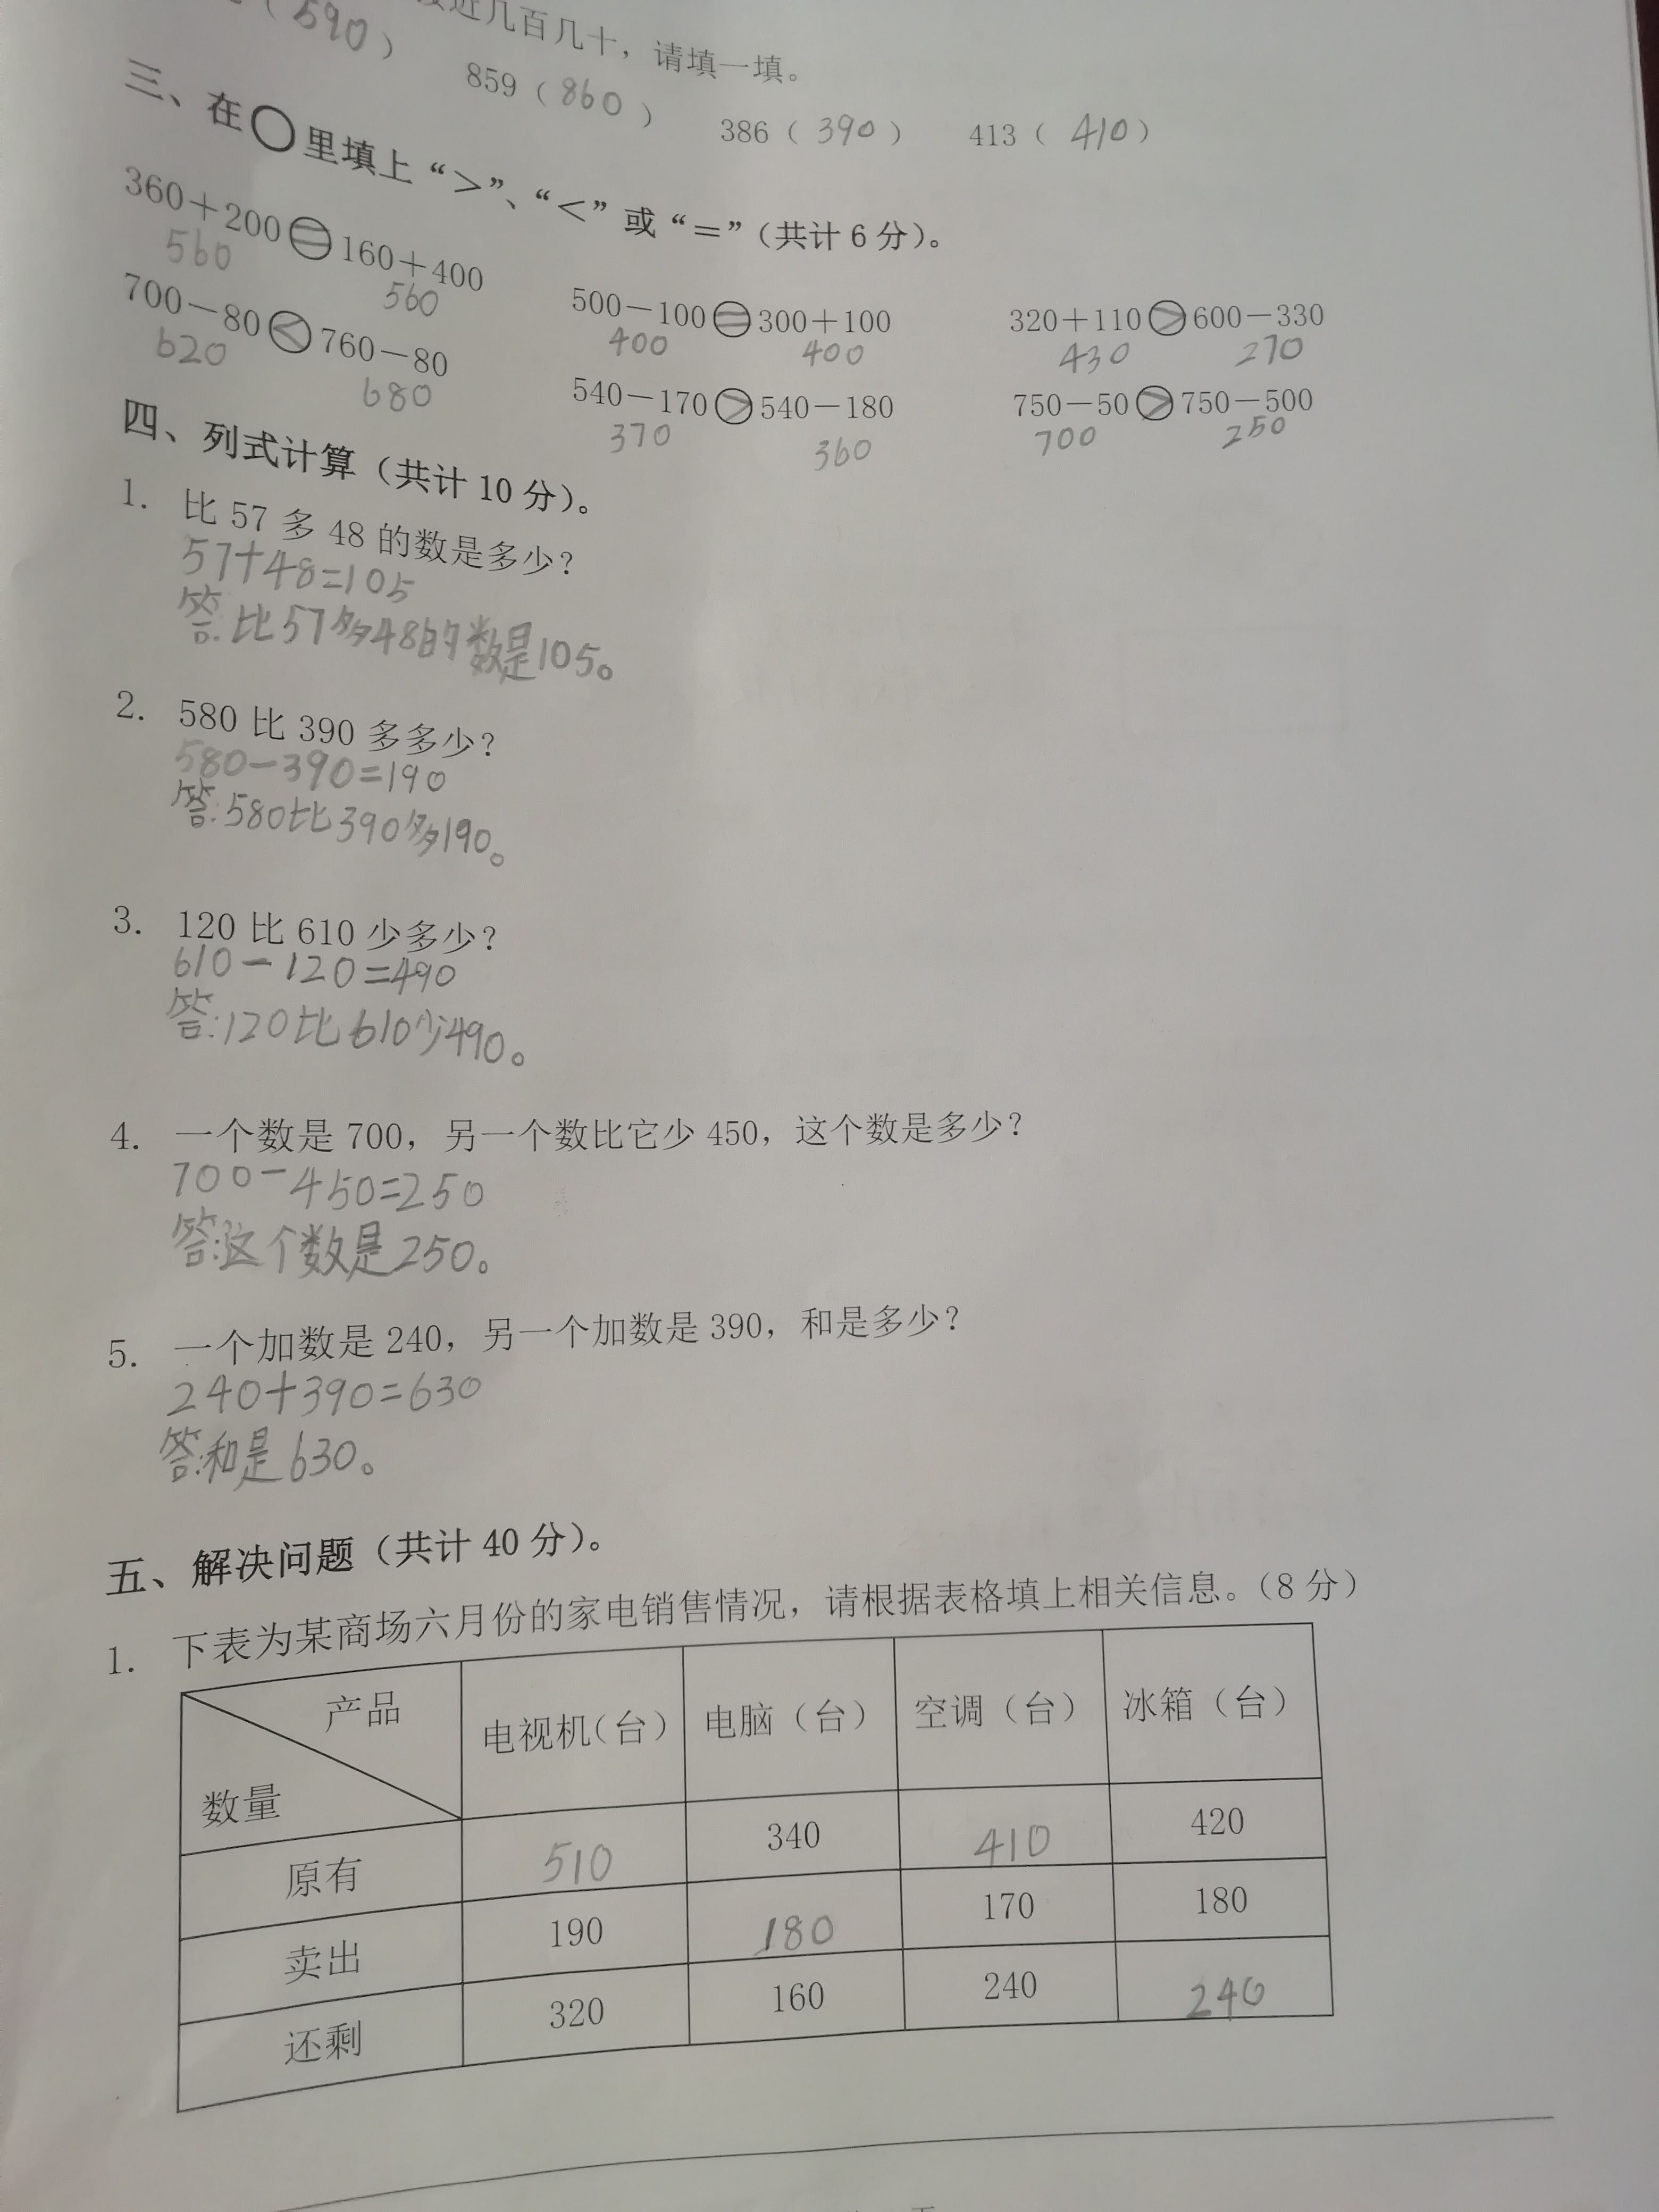 近几百几十，请填一填。
（590） 859（860） 386（390） 413（410）
三、在○里填上“＞”、“＜”或“＝”（共计 6 分）。
360＋200＝160＋400 500－100＝300＋100 320＋110＞600－330
560 560 400 400 430 270
700－80＜760－80 540－170＞540－180 750－50＞750－500
620 680 370 360 700 250
四、列式计算（共计 10 分）。
1. 比 57 多 48 的数是多少？
57+48=105
答:比57多48的数是105。
2. 580 比 390 多多少？
580-390=190
答:580比390多190。
3. 120 比 610 少多少？
610-120=490
答:120比610少490。
4. 一个数是 700，另一个数比它少 450，这个数是多少？
700-450=250
答:这个数是250。
5. 一个加数是 240，另一个加数是 390，和是多少？
240+390=630
答:和是630。
五、解决问题（共计 40 分）。
1. 下表为某商场六月份的家电销售情况，请根据表格填上相关信息。（8 分）
产品 数量 电视机（台） 电脑（台） 空调（台） 冰箱（台）
原有 510 340 410 420
卖出 190 180 170 180
还剩 320 160 240 240